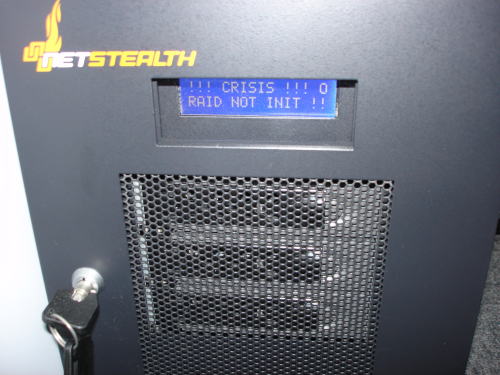 NETSTEALTH
!!! CRISIS !!! 0
RAID NOT INIT !!